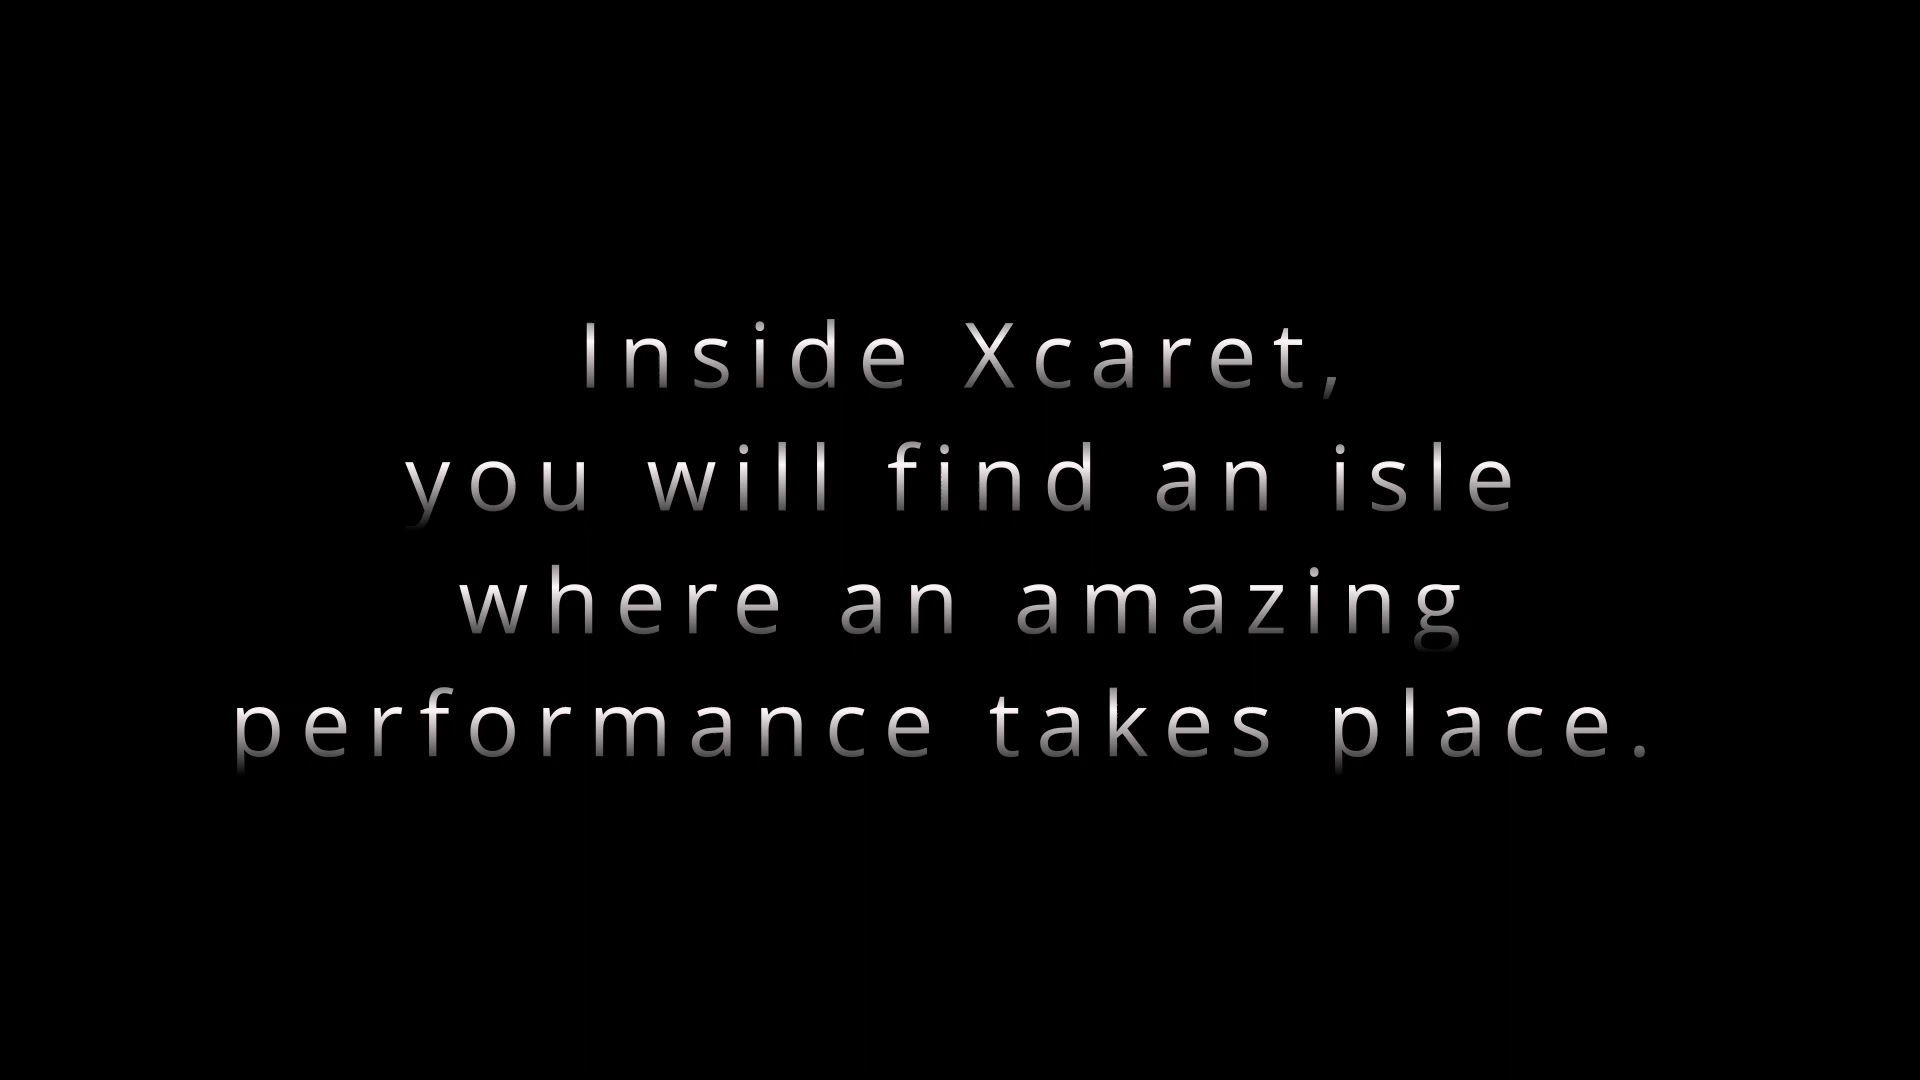 Inside Xcaret,
you will find an isle
where an amazing
performance takes place.